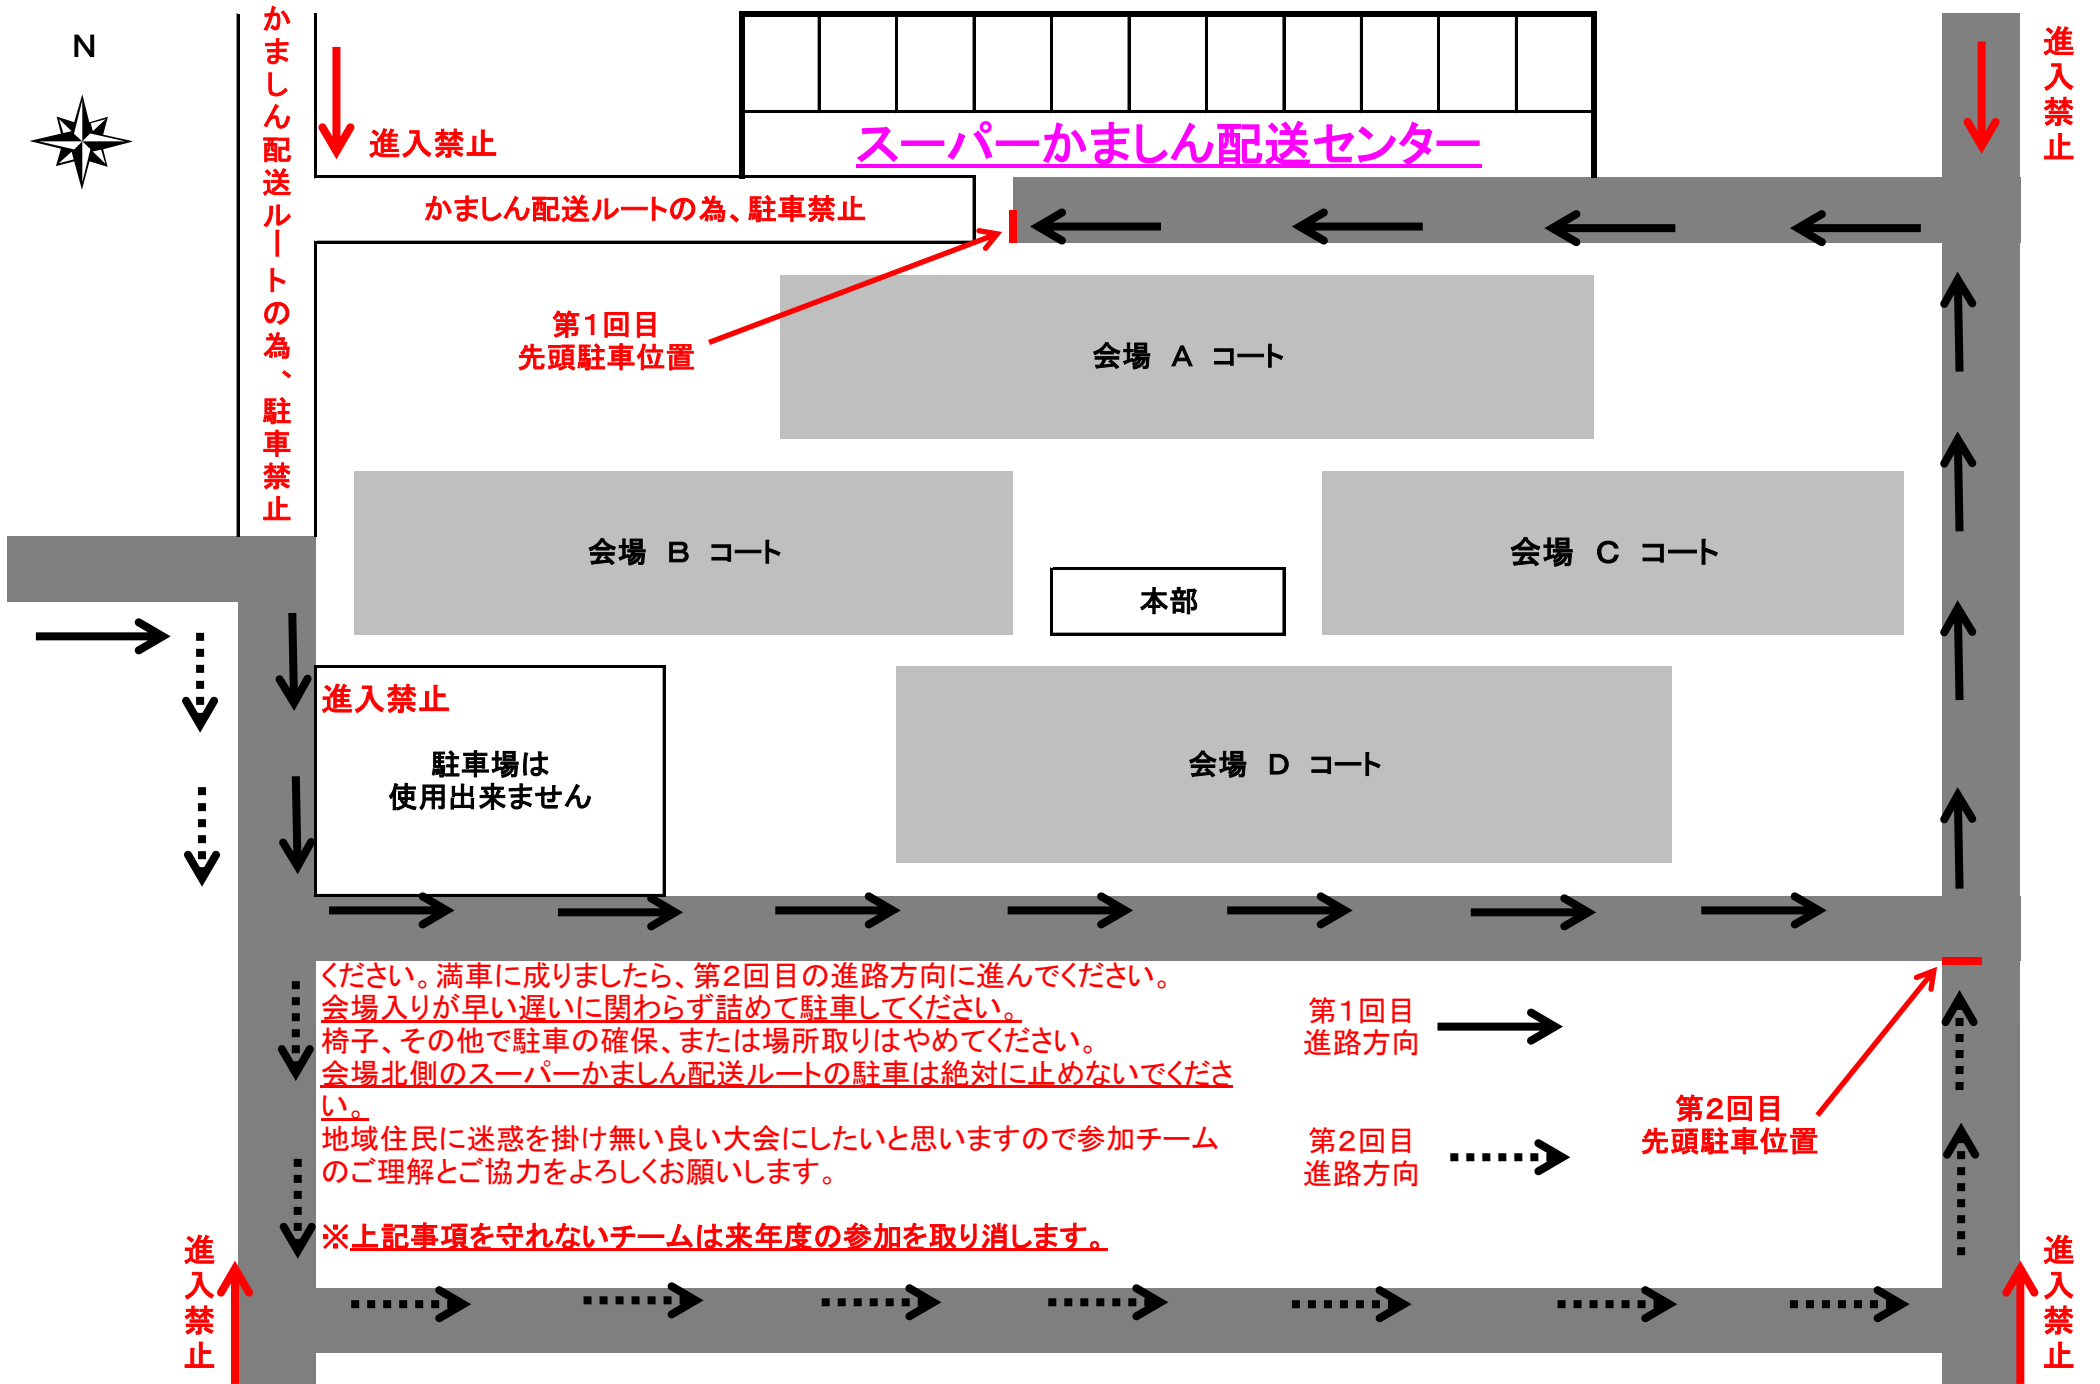 N
かましん配送ルートの為、駐車禁止
進入禁止
スーパーかましん配送センター
進入禁止
かましん配送ルートの為、駐車禁止
第1回目
先頭駐車位置
会場　A　コート
会場　B　コート
会場　C　コート
本部
進入禁止
駐車場は
使用出来ません
会場　D　コート
ください。満車に成りましたら、第2回目の進路方向に進んでください。
会場入りが早い遅いに関わらず詰めて駐車してください。
椅子、その他で駐車の確保、または場所取りはやめてください。
会場北側のスーパーかましん配送ルートの駐車は絶対に止めないでくださ
い。
地域住民に迷惑を掛け無い良い大会にしたいと思いますので参加チーム
のご理解とご協力をよろしくお願いします。
※上記事項を守れないチームは来年度の参加を取り消します。
第1回目
進路方向
第2回目
進路方向
第2回目
先頭駐車位置
進入禁止
進入禁止